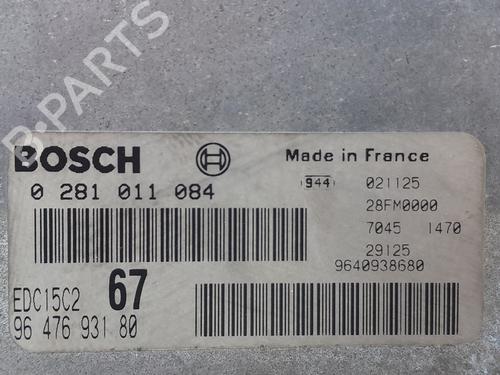 B-PARTS
BOSCH
Made in France
0 281 011 084
944
021125
28FM0000
7045 1470
29125
9640938680
EDC15C2
67
96 476 931 80